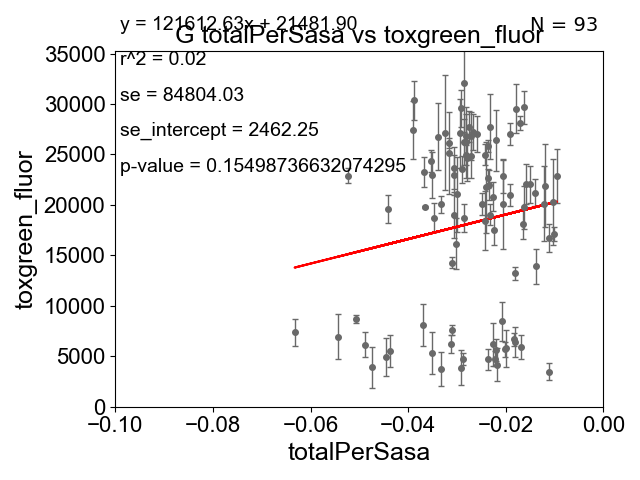 y = 121612.63x + 21481.90
N = 93
G totalPerSasa vs toxgreen_fluor
r^2 = 0.02
se = 84804.03
se_intercept = 2462.25
p-value = 0.15498736632074295
35000
30000
25000
20000
15000
10000
5000
0
toxgreen_fluor
−0.10 −0.08 −0.06 −0.04 −0.02 0.00
totalPerSasa